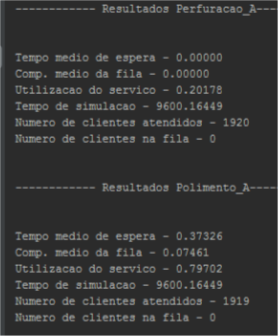 ------------ Resultados Perfuracao_A----
Tempo medio de espera - 0.00000
Comp. medio da fila - 0.00000
Utilizacao do servico - 0.20178
Tempo de simulacao - 9600.16449
Numero de clientes atendidos - 1920
Numero de clientes na fila - 0
------------ Resultados Polimento_A-----
Tempo medio de espera - 0.37326
Comp. medio da fila - 0.07461
Utilizacao do servico - 0.79702
Tempo de simulacao - 9600.16449
Numero de clientes atendidos - 1919
Numero de clientes na fila - 0